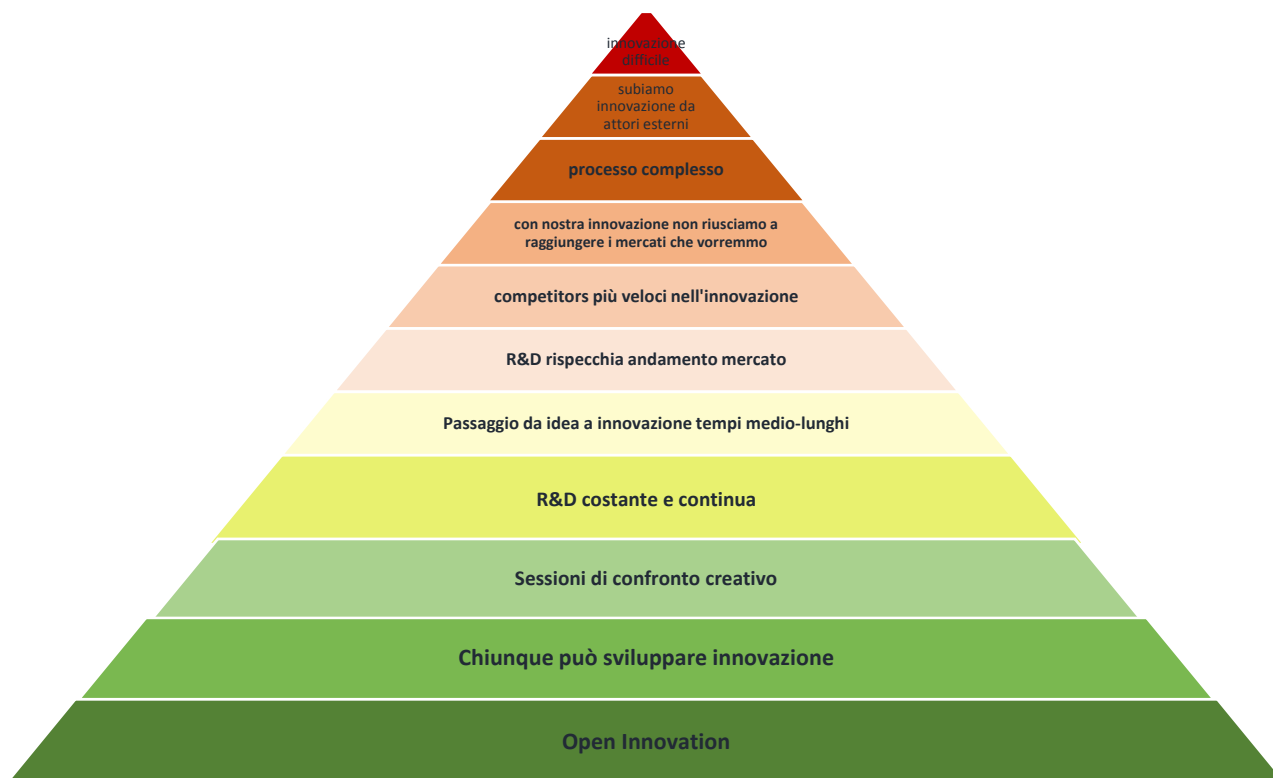 innovazione
difficile
subiamo
innovazione da
attori esterni
processo complesso
con nostra innovazione non riusciamo a
raggiungere i mercati che vorremmo
competitors più veloci nell'innovazione
R&D rispecchia andamento mercato
Passaggio da idea a innovazione tempi medio-lunghi
R&D costante e continua
Sessioni di confronto creativo
Chiunque può sviluppare innovazione
Open Innovation